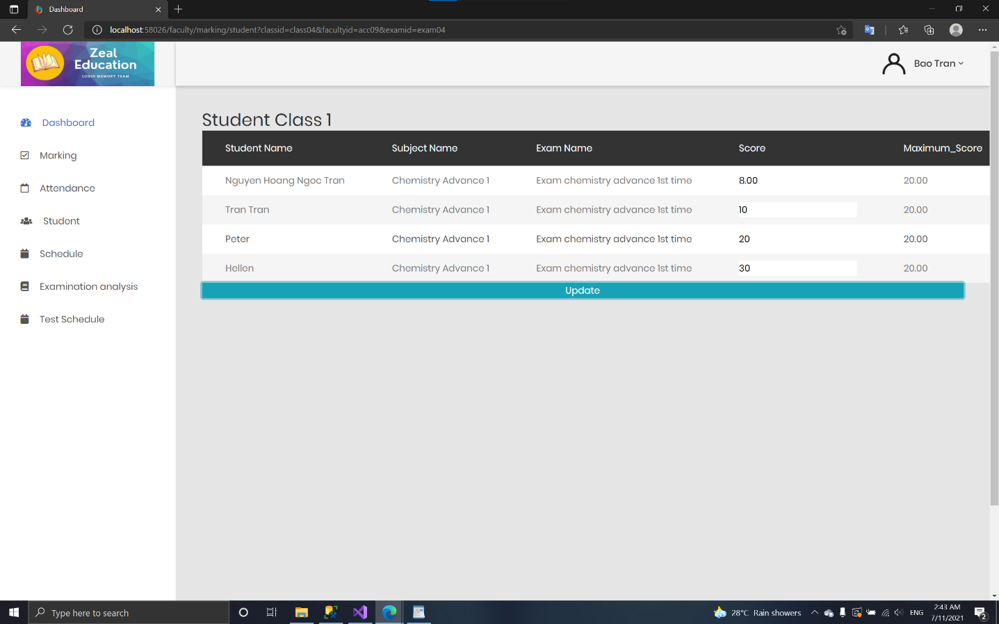 Dashboard
localhost:58026/faculty/marking/student?classid=class04&facultyid=acc09&examid=exam04
Zeal
Education
LOGIN MEMORY TEAM
Bao Tran
Dashboard
Marking
Attendance
Student
Schedule
Examination analysis
Test Schedule
Student Class 1
Student Name Subject Name Exam Name Score Maximum_Score
Nguyen Hoang Ngoc Tran Chemistry Advance 1 Exam chemistry advance 1st time 8.00 20.00
Tran Tran Chemistry Advance 1 Exam chemistry advance 1st time 10 20.00
Peter Chemistry Advance 1 Exam chemistry advance 1st time 20 20.00
Hellen Chemistry Advance 1 Exam chemistry advance 1st time 30 20.00
Update
Type here to search
28°C Rain showers
ENG
2:43 AM
7/11/2021
2